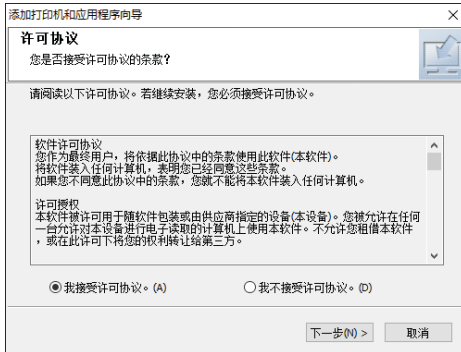 添加打印机和应用程序向导
许可协议
您是否接受许可协议的条款?
请阅读以下许可协议。若继续安装，您必须接受许可协议。
软件许可协议
您作为最终用户，将依据此协议中的条款使用此软件(本软件)。
将软件装入任何计算机，表明您已经同意这些条款。
如果您不同意此协议中的条款，您就不能将本软件装入任何计算机。
许可授权
本软件被许可用于随软件包装或由供应商指定的设备(本设备)。您被允许在任何
一台允许对本设备进行电子读取的计算机上使用本软件。不允许您租借本软件
，或在此许可下将您的权利转让给第三方。
我接受许可协议。(A) 我不接受许可协议。(D)
下一步(N) > 取消